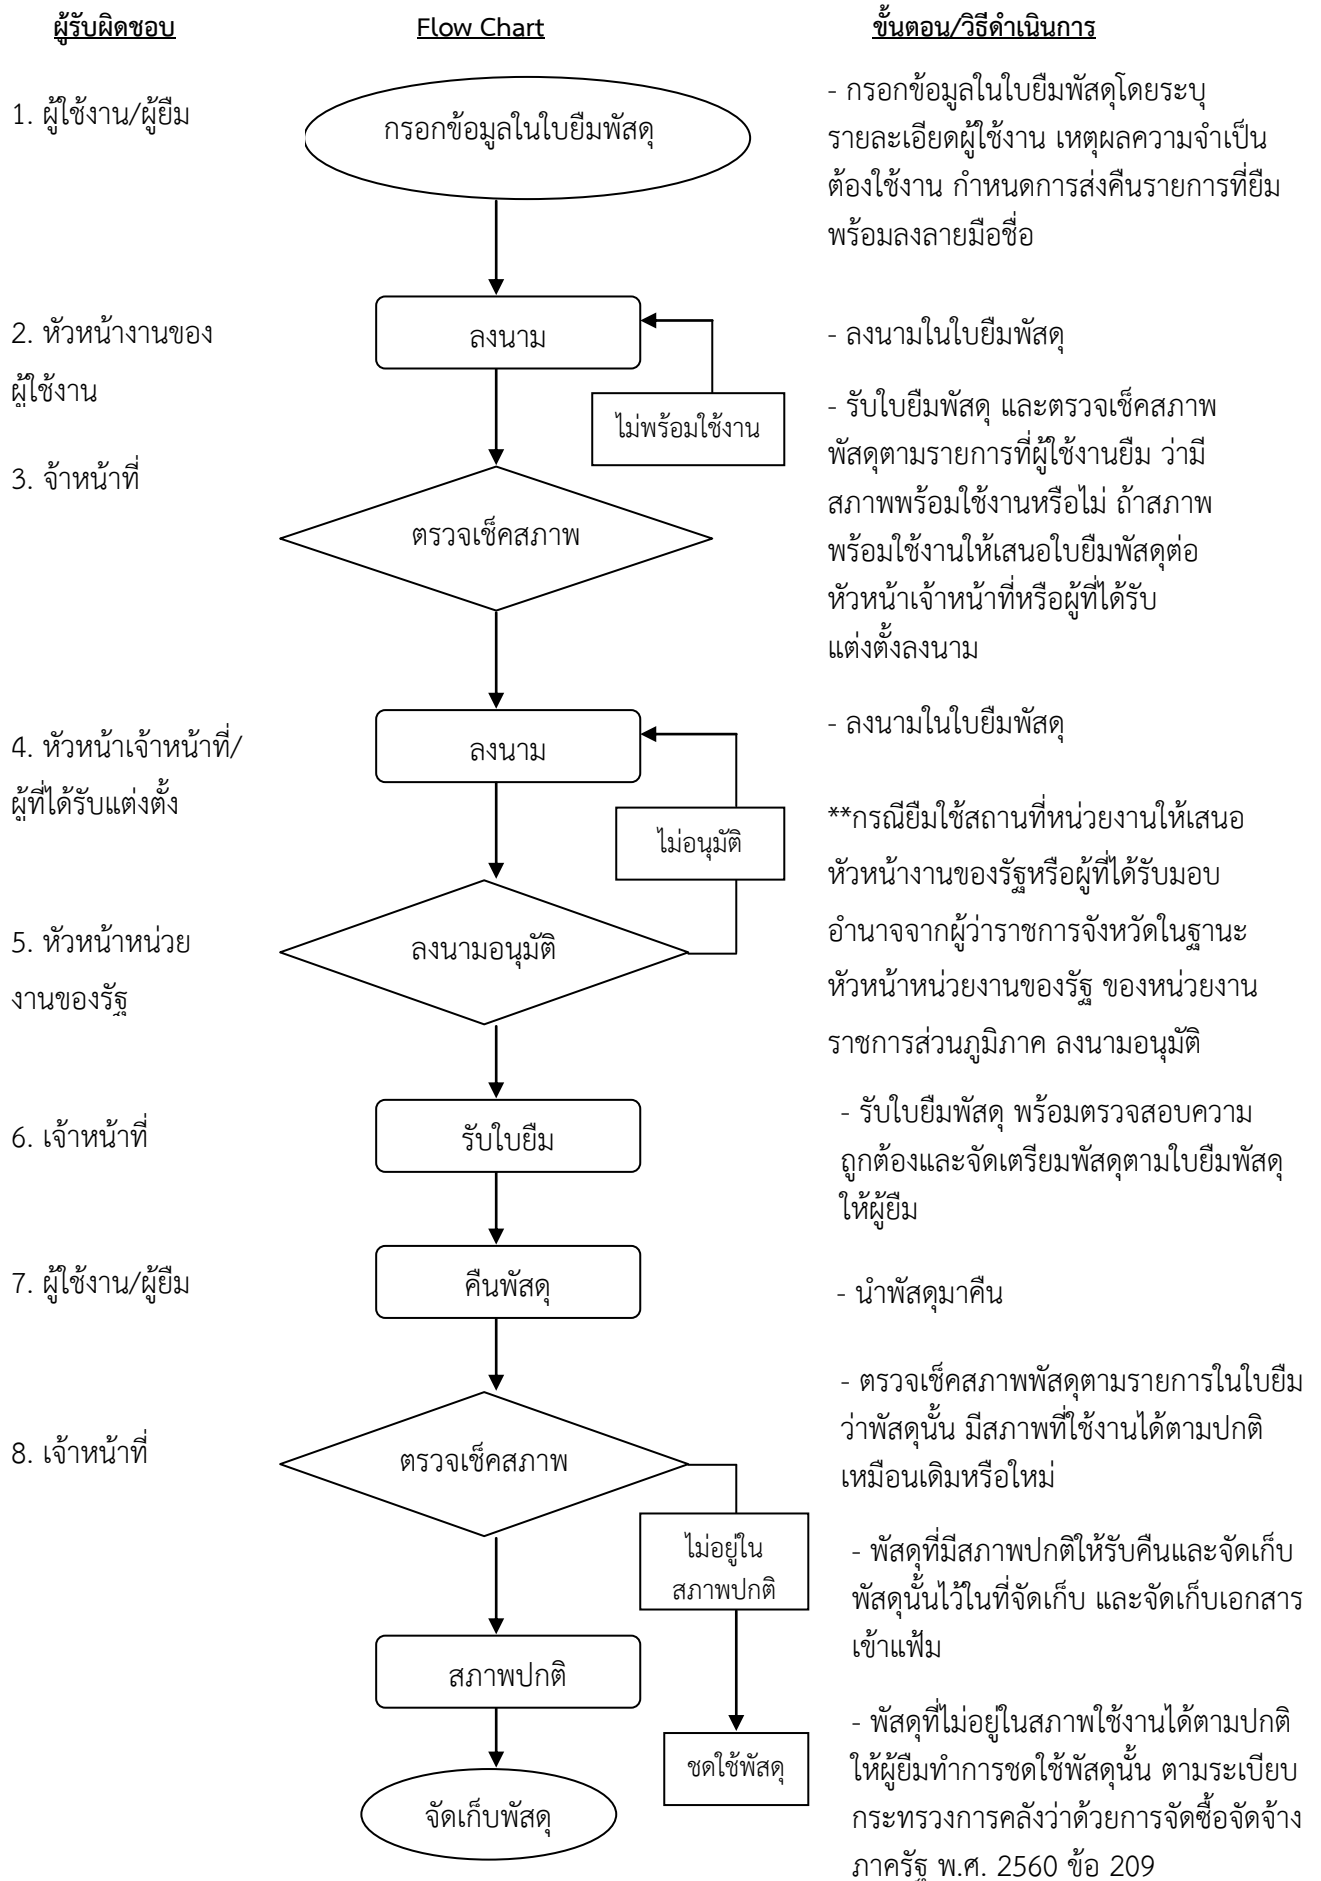 ผู้รับผิดชอบ
Flow Chart
ขั้นตอน/วิธีดำเนินการ
1. ผู้ใช้งาน/ผู้ยืม
กรอกข้อมูลในใบยืมพัสดุ
- กรอกข้อมูลในใบยืมพัสดุโดยระบุ
รายละเอียดผู้ใช้งาน เหตุผลความจำเป็น
ต้องใช้งาน กำหนดการส่งคืนรายการที่ยืม
พร้อมลงลายมือชื่อ
2. หัวหน้างานของ
ผู้ใช้งาน
ลงนาม
- ลงนามในใบยืมพัสดุ
ไม่พร้อมใช้งาน
3. จ้าหน้าที่
ตรวจเช็คสภาพ
- รับใบยืมพัสดุ และตรวจเช็คสภาพ
พัสดุตามรายการที่ผู้ใช้งานยืม ว่ามี
สภาพพร้อมใช้งานหรือไม่ ถ้าสภาพ
พร้อมใช้งานให้เสนอใบยืมพัสดุต่อ
หัวหน้าเจ้าหน้าที่หรือผู้ที่ได้รับ
แต่งตั้งลงนาม
4. หัวหน้าเจ้าหน้าที่/
ผู้ที่ได้รับแต่งตั้ง
ลงนาม
- ลงนามในใบยืมพัสดุ
ไม่อนุมัติ
5. หัวหน้าหน่วย
งานของรัฐ
ลงนามอนุมัติ
**กรณียืมใช้สถานที่หน่วยงานให้เสนอ
หัวหน้างานของรัฐหรือผู้ที่ได้รับมอบ
อำนาจจากผู้ว่าราชการจังหวัดในฐานะ
หัวหน้าหน่วยงานของรัฐ ของหน่วยงาน
ราชการส่วนภูมิภาค ลงนามอนุมัติ
6. เจ้าหน้าที่
รับใบยืม
- รับใบยืมพัสดุ พร้อมตรวจสอบความ
ถูกต้องและจัดเตรียมพัสดุตามใบยืมพัสดุ
ให้ผู้ยืม
7. ผู้ใช้งาน/ผู้ยืม
คืนพัสดุ
- นำพัสดุมาคืน
8. เจ้าหน้าที่
ตรวจเช็คสภาพ
- ตรวจเช็คสภาพพัสดุตามรายการในใบยืม
ว่าพัสดุนั้น มีสภาพที่ใช้งานได้ตามปกติ
เหมือนเดิมหรือใหม่
ไม่อยู่ใน
สภาพปกติ
- พัสดุที่มีสภาพปกติให้รับคืนและจัดเก็บ
พัสดุนั้นไว้ในที่จัดเก็บ และจัดเก็บเอกสาร
เข้าแฟ้ม
สภาพปกติ
ชดใช้พัสดุ
จัดเก็บพัสดุ
- พัสดุที่ไม่อยู่ในสภาพใช้งานได้ตามปกติ
ให้ผู้ยืมทำการชดใช้พัสดุนั้น ตามระเบียบ
กระทรวงการคลังว่าด้วยการจัดซื้อจัดจ้าง
ภาครัฐ พ.ศ. 2560 ข้อ 209